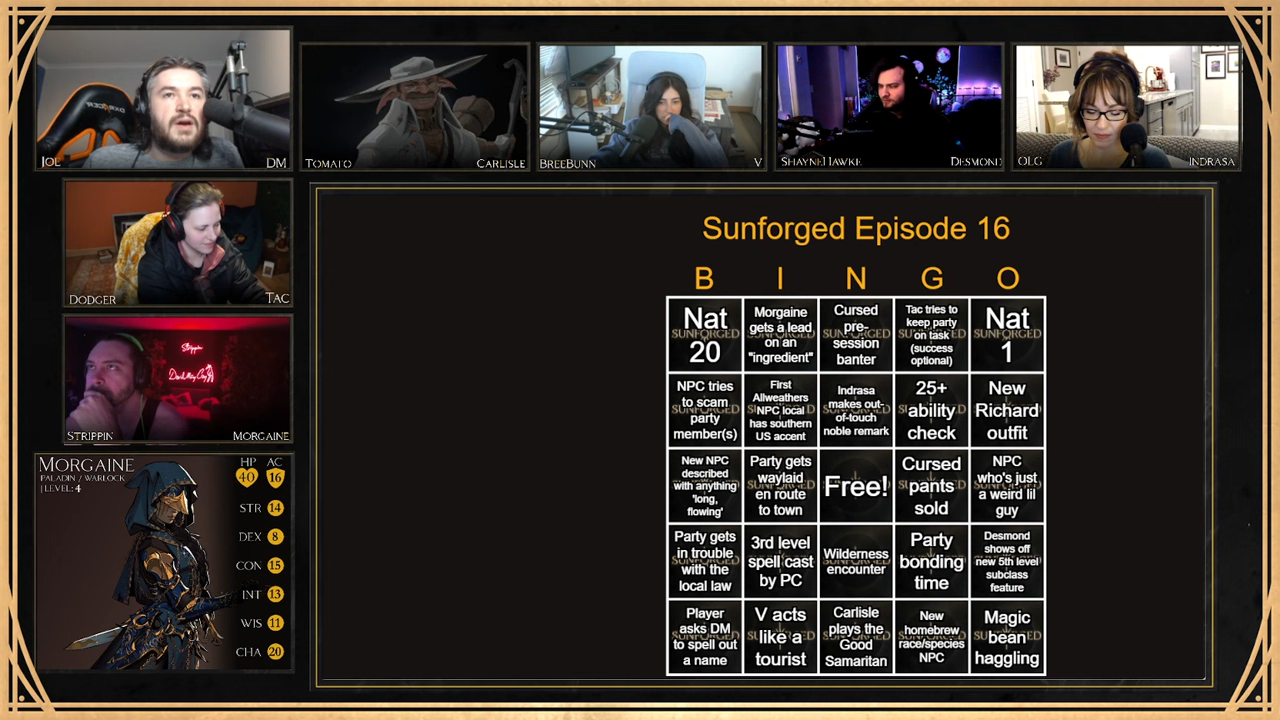 JOE
DM
TOMATO
CARLISLE
BREEBUNN
V
SHAYNEHAWKE
DESMOND
OLG
INDRASA
DODGER
TAC
STRIPPIN
MORGAINE
MORGAINE
PALADIN / WARLOCK
| LEVEL: 4
HP AC
40 16
STR 14
DEX 8
CON 15
INT 13
WIS 11
CHA 20
Sunforged Episode 16
B I N G O
Nat
20
Morgaine
gets a lead
on an
"ingredient"
Cursed
pre-
session
banter
Tac tries to
keep party
on task
(success
optional)
Nat
1
NPC tries
to scam
party
member(s)
First
Allweathers
NPC local
has southern
US accent
Indrasa
makes out-
of-touch
noble remark
25+
ability
check
New
Richard
outfit
New NPC
described
with anything
'long,
flowing'
Party gets
waylaid
en route
to town
Free!
Cursed
pants
sold
NPC
who's just
a weird lil
guy
Party gets
in trouble
with the
local law
3rd level
spell cast
by PC
Wilderness
encounter
Party
bonding
time
Desmond
shows off
new 5th level
subclass
feature
Player
asks DM
to spell out
a name
V acts
like a
tourist
Carlisle
plays the
Good
Samaritan
New
homebrew
race/species
NPC
Magic
bean
haggling